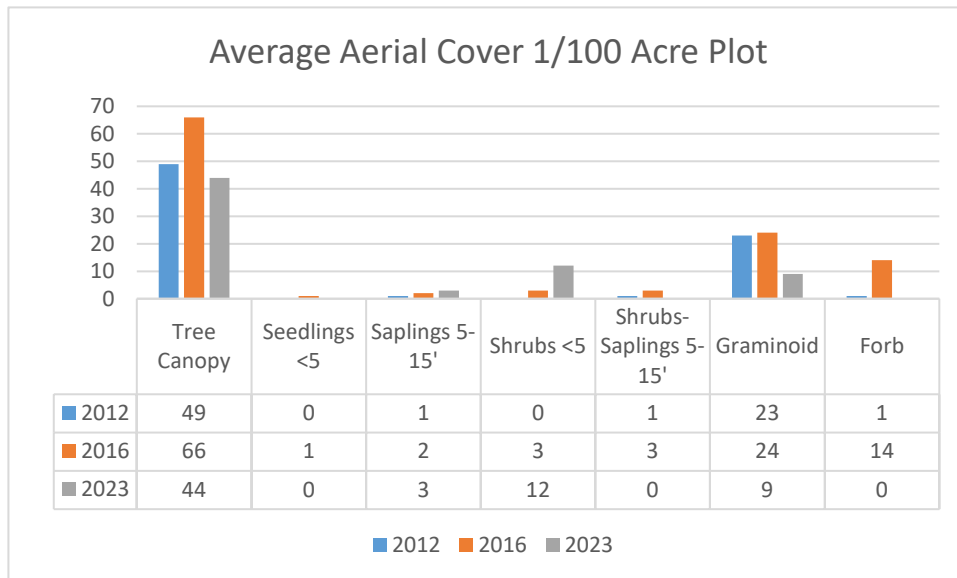 Average Aerial Cover 1/100 Acre Plot
70
60
50
40
30
20
10
0
Tree
Canopy
Seedlings
<5
Saplings 5-
15'
Shrubs <5
Shrubs-
Saplings 5-
15'
Graminoid
Forb
2012 49 0 1 0 1 23 1
2016 66 1 2 3 3 24 14
2023 44 0 3 12 0 9 0
2012 2016 2023